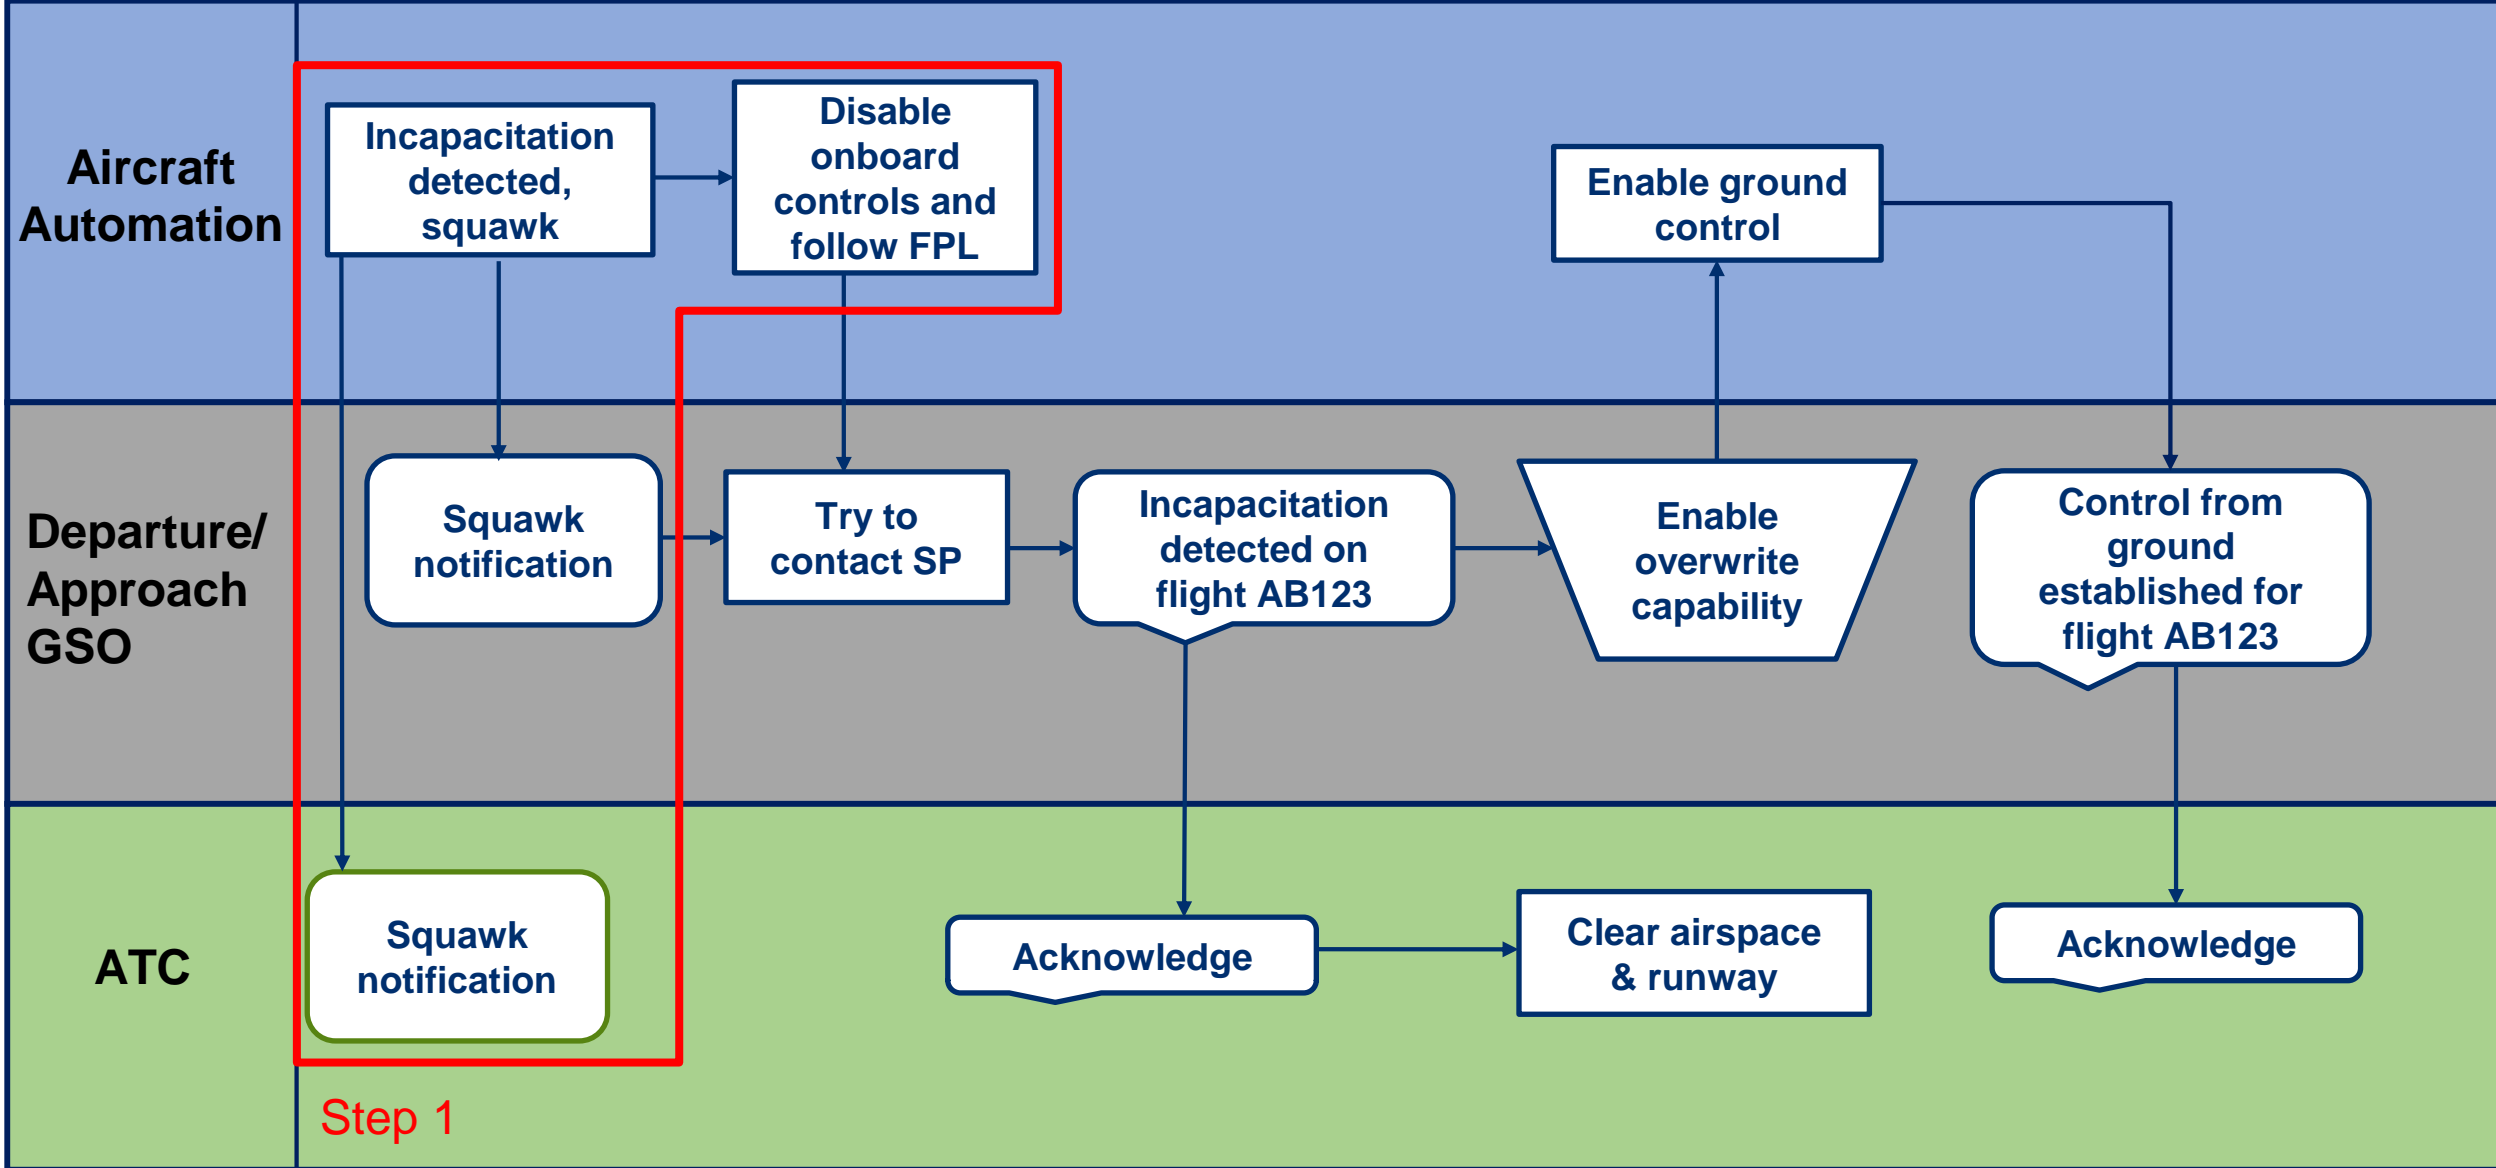 Aircraft
Automation
Incapacitation
detected,
squawk
Disable
onboard
controls and
follow FPL
Enable ground
control
Departure/
Approach
GSO
Squawk
notification
Try to
contact SP
Incapacitation
detected on
flight AB123
Enable
overwrite
capability
Control from
ground
established for
flight AB123
ATC
Squawk
notification
Acknowledge
Clear airspace
& runway
Acknowledge
Step 1